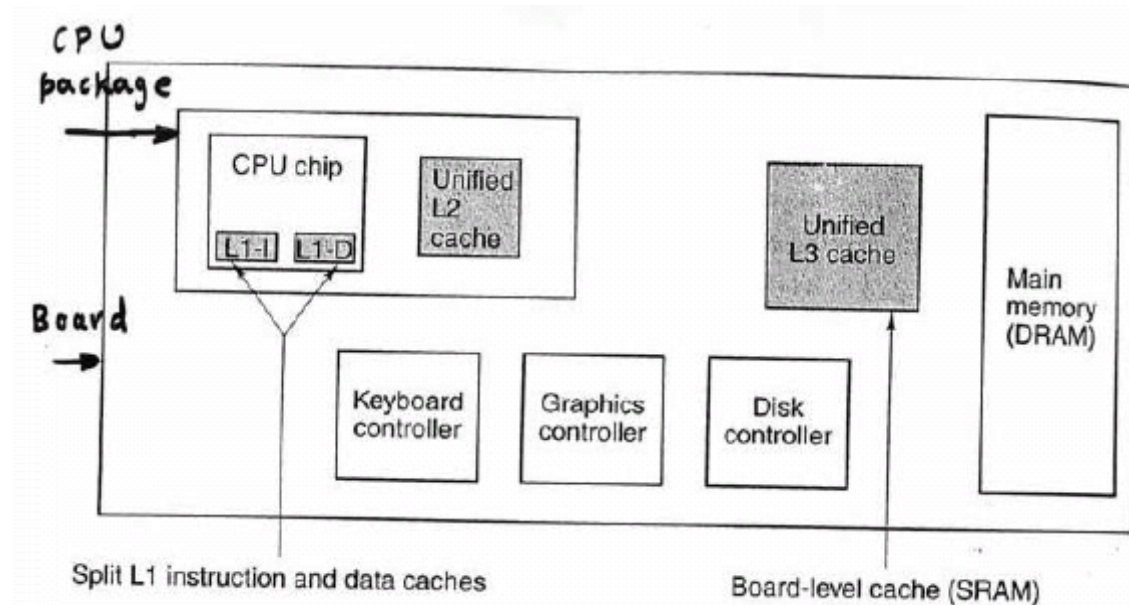 CPU
package
CPU chip
L1-I
L1-D
Unified
L2
cache
Unified
L3 cache
Main
memory
(DRAM)
Board
Keyboard
controller
Graphics
controller
Disk
controller
Split L1 instruction and data caches
Board-level cache (SRAM)